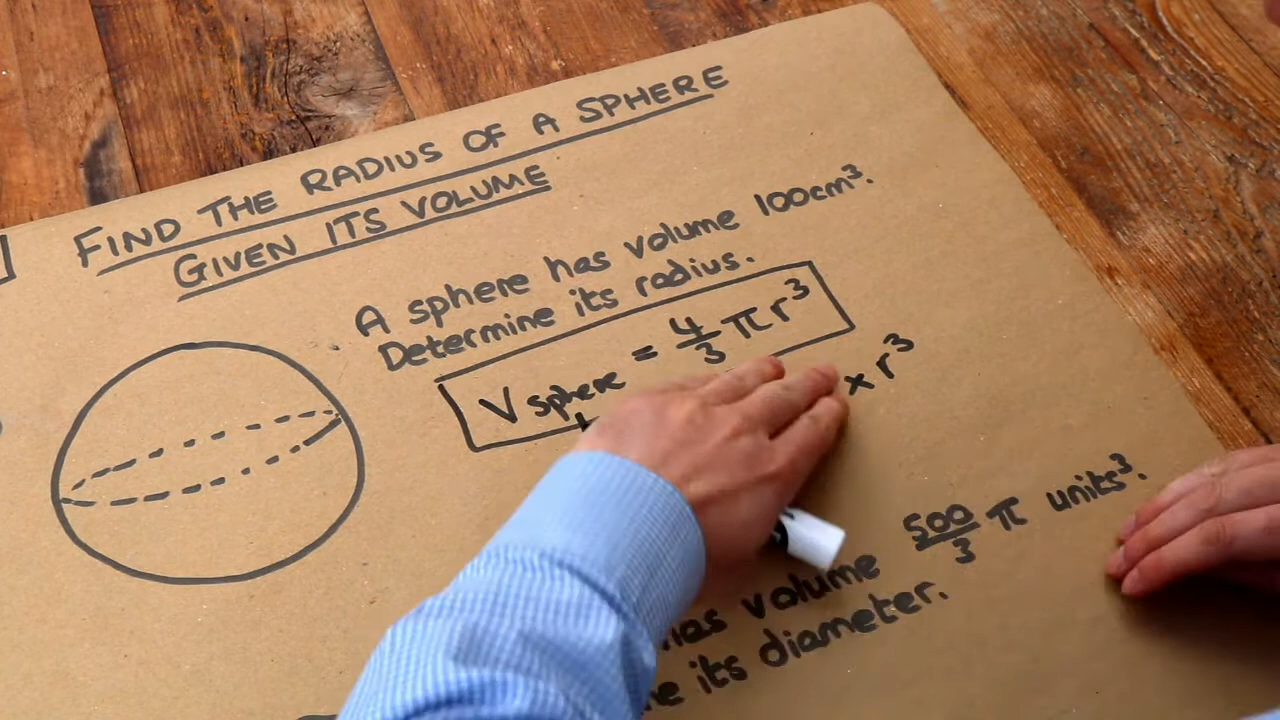 FIND THE RADIUS OF A SPHERE
GIVEN ITS VOLUME
A sphere has volume 100cm³.
Determine its radius.
V sphere = 4/3 π r³
× r³
has volume 500/3 π units³.
its diameter.